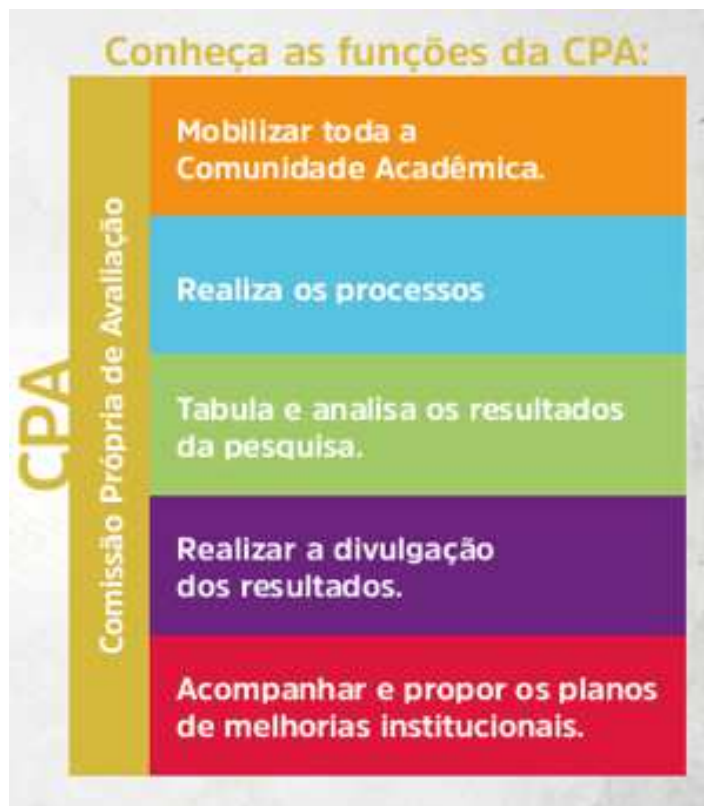 Conheça as funções da CPA:
CPA
Comissão Própria de Avaliação
Mobilizar toda a
Comunidade Acadêmica.
Realiza os processos
Tabula e analisa os resultados
da pesquisa.
Realizar a divulgação
dos resultados.
Acompanhar e propor os planos
de melhorias institucionais.